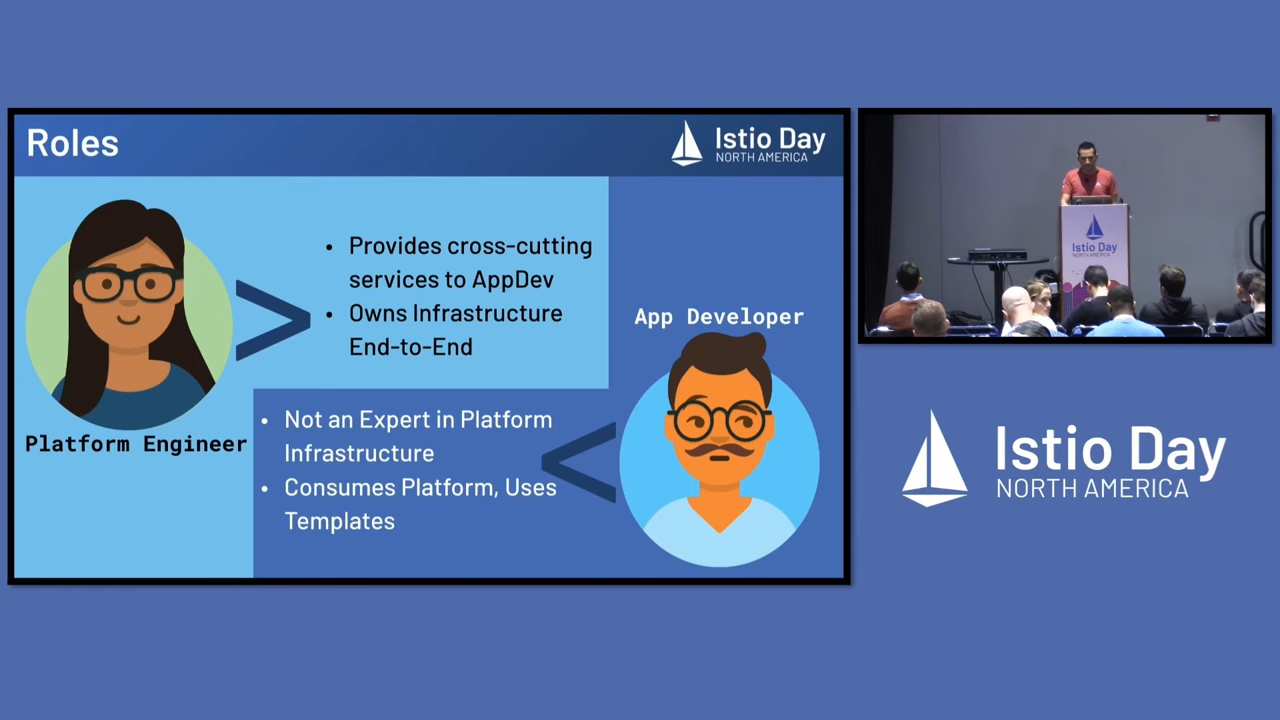 Roles
Istio Day
NORTH AMERICA
• Provides cross-cutting
services to AppDev
• Owns Infrastructure
End-to-End
Platform Engineer
App Developer
• Not an Expert in Platform
Infrastructure
• Consumes Platform, Uses
Templates
Istio Day
NORTH AMERICA
Istio Day
NORTH AMERICA